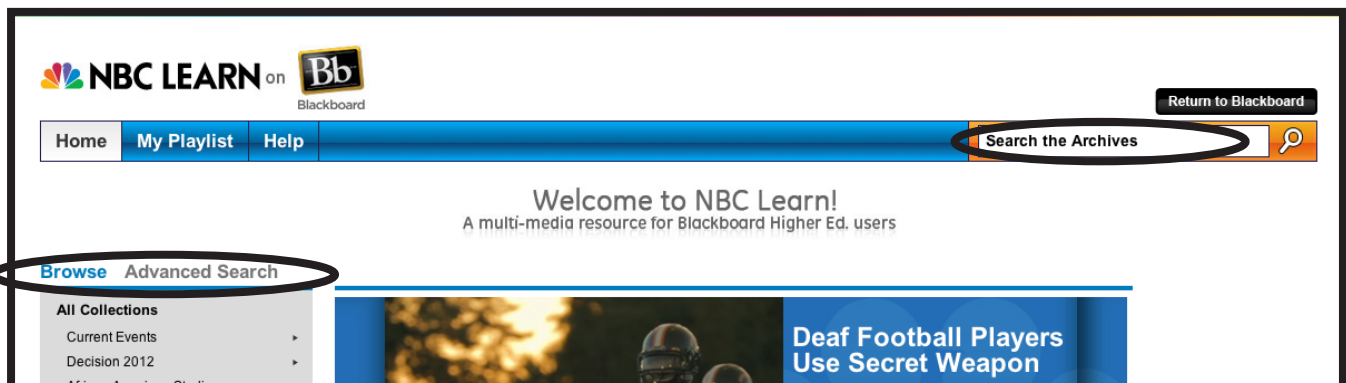 NBC LEARN on Bb
Blackboard
Return to Blackboard
Home My Playlist Help Search the Archives
Welcome to NBC Learn!
A multi-media resource for Blackboard Higher Ed. users
Browse Advanced Search
All Collections
Current Events
Decision 2012
Deaf Football Players
Use Secret Weapon